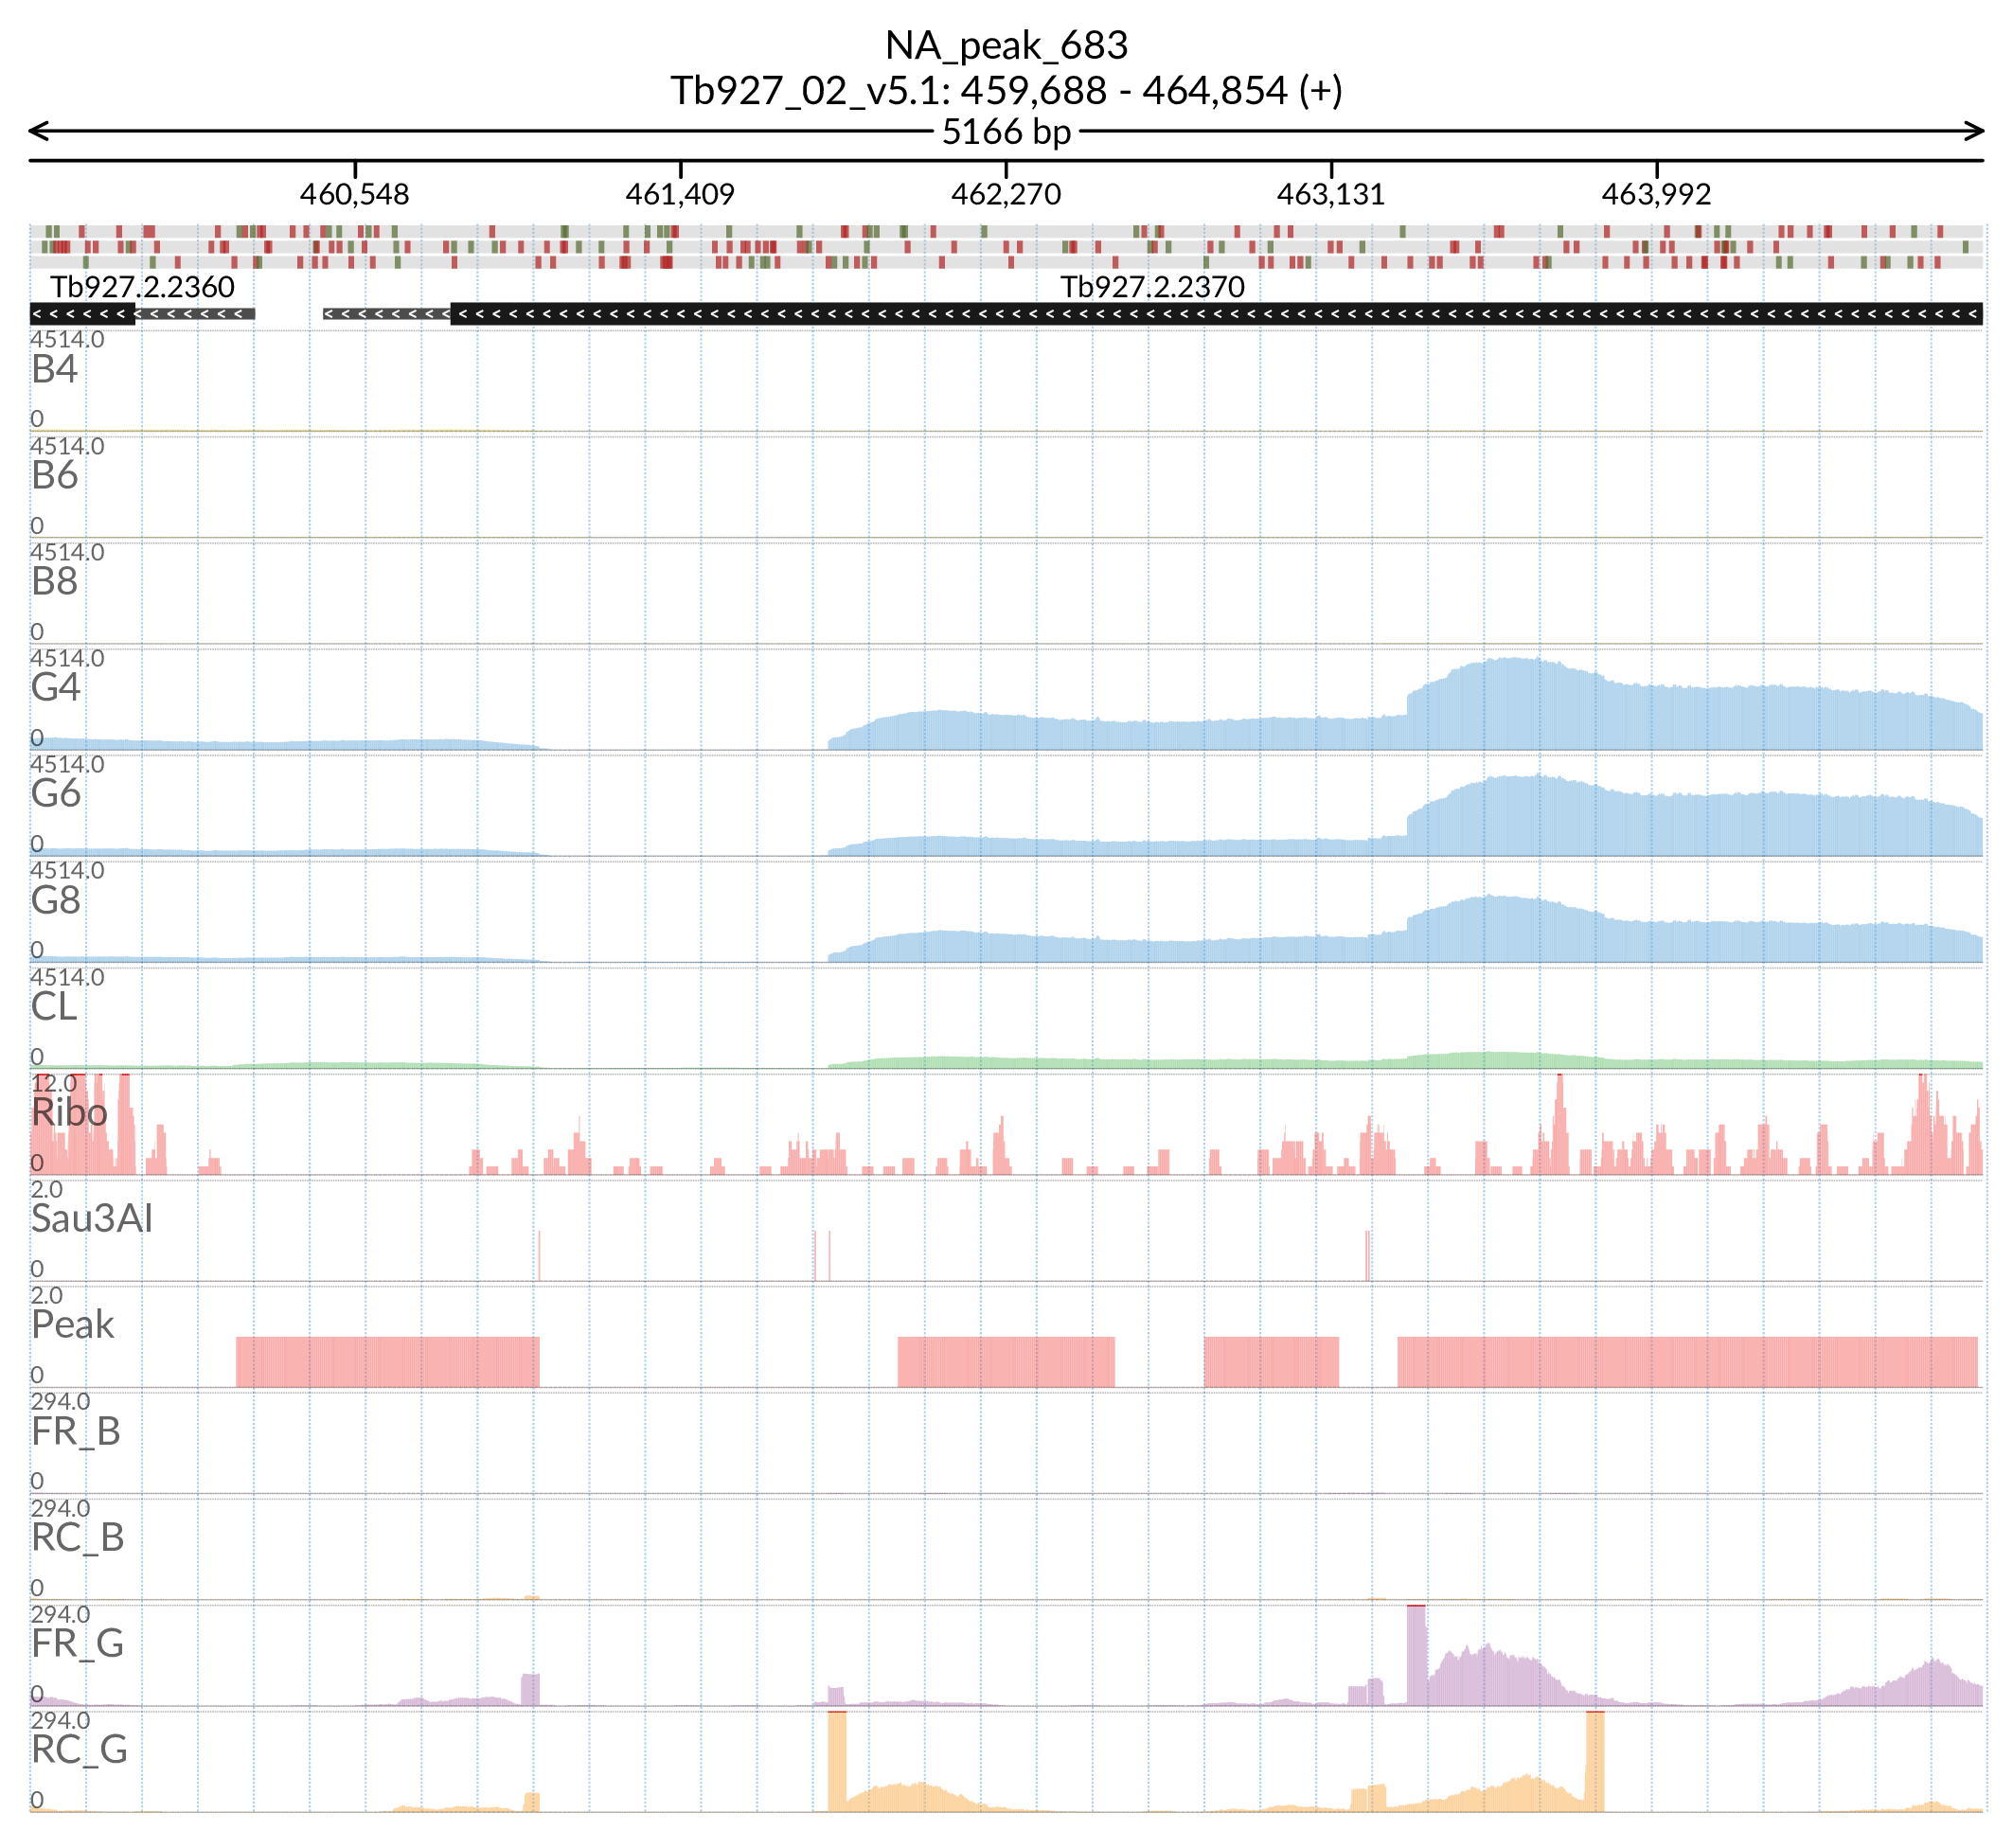 NA_peak_683
Tb927_02_v5.1: 459,688 - 464,854 (+)
5166 bp
460,548 461,409 462,270 463,131 463,992
Tb927.2.2360 Tb927.2.2370
4514.0
B4
0
4514.0
B6
0
4514.0
B8
0
4514.0
G4
0
4514.0
G6
0
4514.0
G8
0
4514.0
CL
0
12.0
Ribo
0
2.0
Sau3AI
0
2.0
Peak
0
294.0
FR_B
0
294.0
RC_B
0
294.0
FR_G
0
294.0
RC_G
0